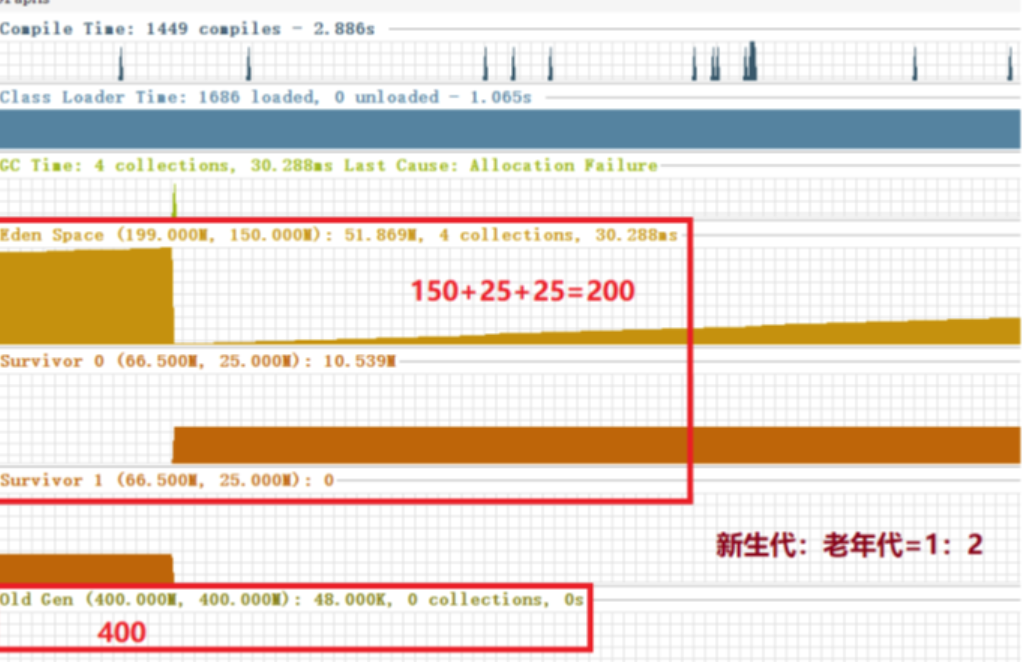 Compile Time: 1449 compiles - 2.886s
Class Loader Time: 1686 loaded, 0 unloaded - 1.065s
GC Time: 4 collections, 30.288ms Last Cause: Allocation Failure
Eden Space (199.000M, 150.000M): 51.869M, 4 collections, 30.288ms
150+25+25=200
Survivor 0 (66.500M, 25.000M): 10.539M
Survivor 1 (66.500M, 25.000M): 0
新生代：老年代=1：2
Old Gen (400.000M, 400.000M): 48.000K, 0 collections, 0s
400